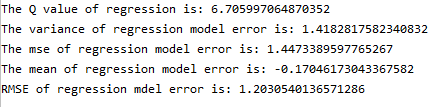 The Q value of regression is: 6.705997064870352
The variance of regression model error is: 1.4182817582340832
The mse of regression model error is: 1.4473389597765267
The mean of regression model error is: -0.17046173043367582
RMSE of regression mdel error is: 1.2030540136571286